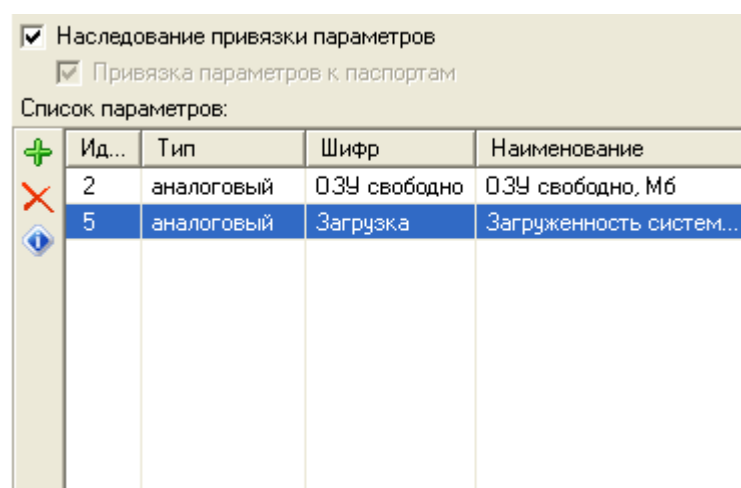 Наследование привязки параметров
Привязка параметров к паспортам
Список параметров:
Ид... Тип Шифр Наименование
2 аналоговый ОЗУ свободно ОЗУ свободно, Мб
5 аналоговый Загрузка Загруженность систем...